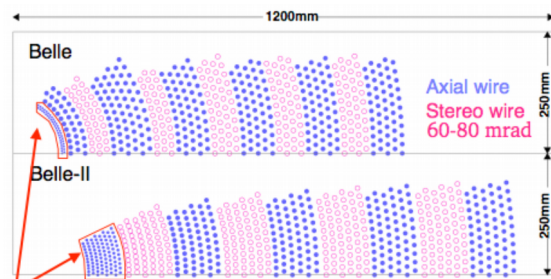 1200mm
Belle
Axial wire
Stereo wire
60-80 mrad
250mm
Belle-II
250mm